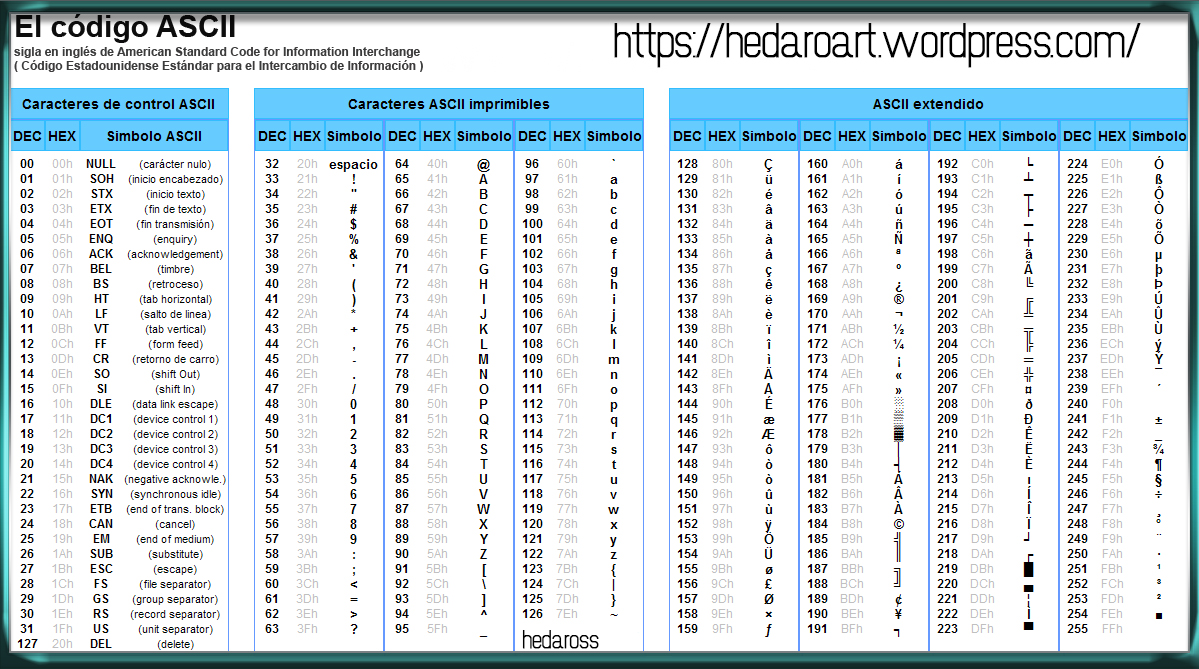 El código ASCII
sigla en inglés de American Standard Code for Information Interchange
( Código Estadounidense Estándar para el Intercambio de Información )
https://hedaroart.wordpress.com/
Caracteres de control ASCII Caracteres ASCII imprimibles ASCII extendido
DEC HEX Simbolo ASCII DEC HEX Simbolo DEC HEX Simbolo DEC HEX Simbolo DEC HEX Simbolo DEC HEX Simbolo DEC HEX Simbolo DEC HEX Simbolo
00 00h NULL (carácter nulo) 32 20h espacio 64 40h @ 96 60h ` 128 80h Ç 160 A0h á 192 C0h └ 224 E0h Ó
01 01h SOH (inicio encabezado) 33 21h ! 65 41h A 97 61h a 129 81h ü 161 A1h í 193 C1h ┴ 225 E1h ß
02 02h STX (inicio texto) 34 22h " 66 42h B 98 62h b 130 82h é 162 A2h ó 194 C2h ┬ 226 E2h Ô
03 03h ETX (fin de texto) 35 23h # 67 43h C 99 63h c 131 83h â 163 A3h ú 195 C3h ├ 227 E3h Ò
04 04h EOT (fin transmisión) 36 24h $ 68 44h D 100 64h d 132 84h ä 164 A4h ñ 196 C4h ─ 228 E4h õ
05 05h ENQ (enquiry) 37 25h % 69 45h E 101 65h e 133 85h à 165 A5h Ñ 197 C5h ┼ 229 E5h Õ
06 06h ACK (acknowledgement) 38 26h & 70 46h F 102 66h f 134 86h å 166 A6h ª 198 C6h ã 230 E6h µ
07 07h BEL (timbre) 39 27h ' 71 47h G 103 67h g 135 87h ç 167 A7h º 199 C7h Ã 231 E7h þ
08 08h BS (retroceso) 40 28h ( 72 48h H 104 68h h 136 88h ê 168 A8h ¿ 200 C8h ╚ 232 E8h Þ
09 09h HT (tab horizontal) 41 29h ) 73 49h I 105 69h i 137 89h ë 169 A9h ® 201 C9h ╔ 233 E9h Ú
10 0Ah LF (salto de linea) 42 2Ah * 74 4Ah J 106 6Ah j 138 8Ah è 170 AAh ¬ 202 CAh ╩ 234 EAh Û
11 0Bh VT (tab vertical) 43 2Bh + 75 4Bh K 107 6Bh k 139 8Bh ï 171 ABh ½ 203 CBh ╦ 235 EBh Ù
12 0Ch FF (form feed) 44 2Ch , 76 4Ch L 108 6Ch l 140 8Ch î 172 ACh ¼ 204 CCh ╠ 236 ECh ý
13 0Dh CR (retorno de carro) 45 2Dh - 77 4Dh M 109 6Dh m 141 8Dh ì 173 ADh ¡ 205 CDh ═ 237 EDh Ý
14 0Eh SO (shift Out) 46 2Eh . 78 4Eh N 110 6Eh n 142 8Eh Ä 174 AEh « 206 CEh ╬ 238 EEh ¯
15 0Fh SI (shift In) 47 2Fh / 79 4Fh O 111 6Fh o 143 8Fh Å 175 AFh » 207 CFh ¤ 239 EFh ´
16 10h DLE (data link escape) 48 30h 0 80 50h P 112 70h p 144 90h É 176 B0h ░ 208 D0h ð 240 F0h
17 11h DC1 (device control 1) 49 31h 1 81 51h Q 113 71h q 145 91h æ 177 B1h ▒ 209 D1h Ð 241 F1h ±
18 12h DC2 (device control 2) 50 32h 2 82 52h R 114 72h r 146 92h Æ 178 B2h ▓ 210 D2h Ê 242 F2h ‗
19 13h DC3 (device control 3) 51 33h 3 83 53h S 115 73h s 147 93h ô 179 B3h │ 211 D3h Ë 243 F3h ¾
20 14h DC4 (device control 4) 52 34h 4 84 54h T 116 74h t 148 94h ö 180 B4h ┤ 212 D4h È 244 F4h ¶
21 15h NAK (negative acknowle.) 53 35h 5 85 55h U 117 75h u 149 95h ò 181 B5h Á 213 D5h ı 245 F5h §
22 16h SYN (synchronous idle) 54 36h 6 86 56h V 118 76h v 150 96h û 182 B6h Â 214 D6h Í 246 F6h ÷
23 17h ETB (end of trans. block) 55 37h 7 87 57h W 119 77h w 151 97h ù 183 B7h À 215 D7h Î 247 F7h ¸
24 18h CAN (cancel) 56 38h 8 88 58h X 120 78h x 152 98h ÿ 184 B8h © 216 D8h Ï 248 F8h °
25 19h EM (end of medium) 57 39h 9 89 59h Y 121 79h y 153 99h Ö 185 B9h ╣ 217 D9h ┘ 249 F9h ¨
26 1Ah SUB (substitute) 58 3Ah : 90 5Ah Z 122 7Ah z 154 9Ah Ü 186 BAh ║ 218 DAh ┌ 250 FAh ·
27 1Bh ESC (escape) 59 3Bh ; 91 5Bh [ 123 7Bh { 155 9Bh ø 187 BBh ╗ 219 DBh █ 251 FBh ¹
28 1Ch FS (file separator) 60 3Ch < 92 5Ch \ 124 7Ch | 156 9Ch £ 188 BCh ╝ 220 DCh ▄ 252 FCh ³
29 1Dh GS (group separator) 61 3Dh = 93 5Dh ] 125 7Dh } 157 9Dh Ø 189 BDh ¢ 221 DDh ¦ 253 FDh ²
30 1Eh RS (record separator) 62 3Eh > 94 5Eh ^ 126 7Eh ~ 158 9Eh × 190 BEh ¥ 222 DEh Ì 254 FEh ■
31 1Fh US (unit separator) 63 3Fh ? 95 5Fh _ 159 9Fh ƒ 191 BFh ┐ 223 DFh ▀ 255 FFh
127 20h DEL (delete)
hedaross